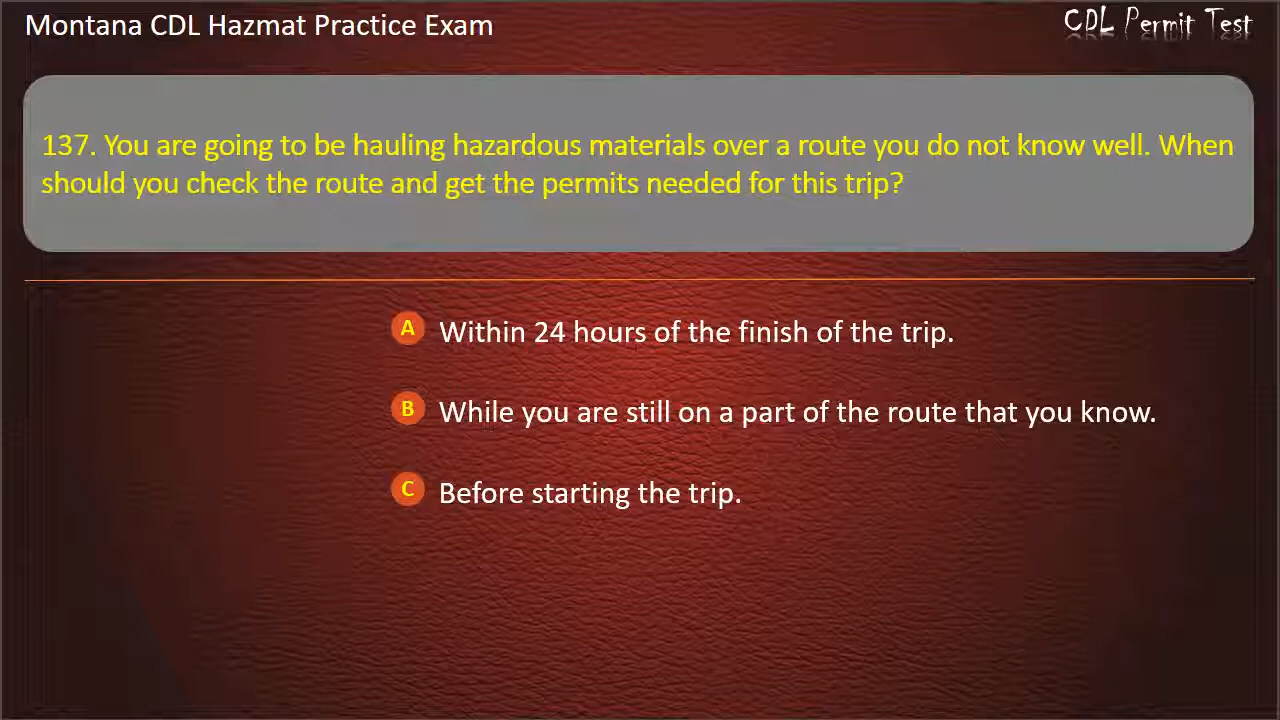 Montana CDL Hazmat Practice Exam
CDL Permit Test
137. You are going to be hauling hazardous materials over a route you do not know well. When
should you check the route and get the permits needed for this trip?
A Within 24 hours of the finish of the trip.
B While you are still on a part of the route that you know.
C Before starting the trip.